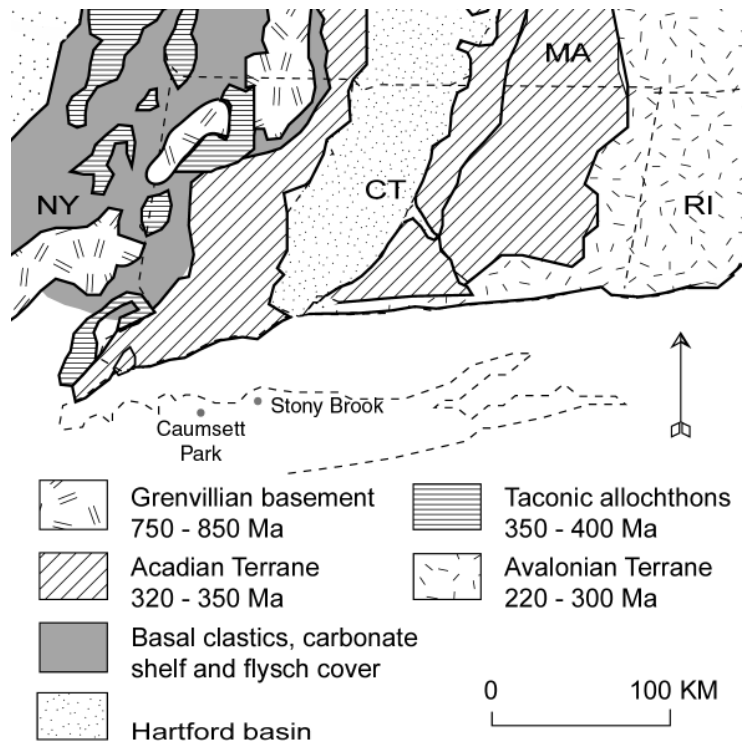 MA
CT
NY
RI
Stony Brook
Caumsett
Park
Grenvillian basement
750 - 850 Ma
Taconic allochthons
350 - 400 Ma
Acadian Terrane
320 - 350 Ma
Avalonian Terrane
220 - 300 Ma
Basal clastics, carbonate
shelf and flysch cover
Hartford basin
0 100 KM